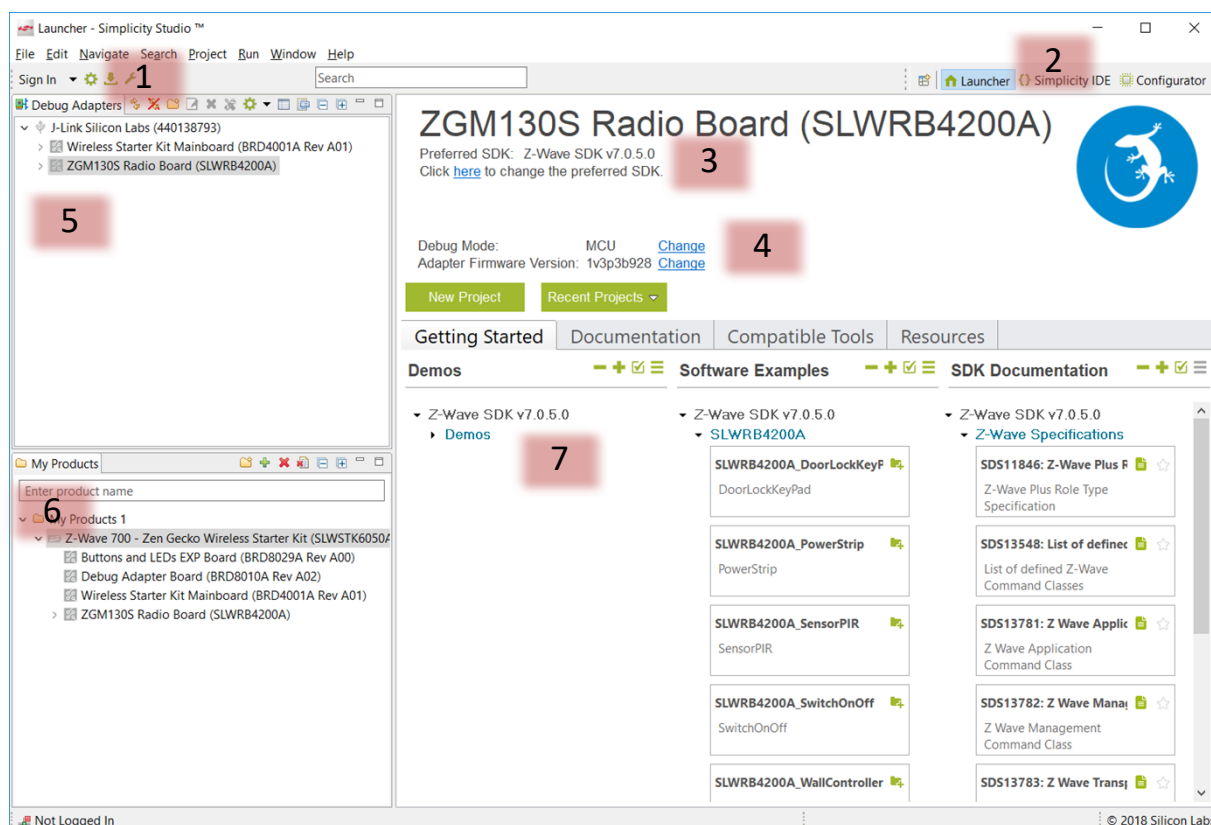 Launcher - Simplicity Studio ™
File Edit Navigate Search Project Run Window Help
1
Sign In
Search
2
Launcher
Simplicity IDE
Configurator
Debug Adapters
J-Link Silicon Labs (440138793)
Wireless Starter Kit Mainboard (BRD4001A Rev A01)
ZGM130S Radio Board (SLWRB4200A)
5
ZGM130S Radio Board (SLWRB4200A)
Preferred SDK: Z-Wave SDK v7.0.5.0
Click here to change the preferred SDK.
3
Debug Mode: MCU Change
Adapter Firmware Version: 1v3p3b928 Change
4
New Project
Recent Projects
Getting Started
Documentation
Compatible Tools
Resources
Demos
Z-Wave SDK v7.0.5.0
Demos
7
Software Examples
Z-Wave SDK v7.0.5.0
SLWRB4200A
SLWRB4200A_DoorLockKeyP
DoorLockKeyPad
SLWRB4200A_PowerStrip
PowerStrip
SLWRB4200A_SensorPIR
SensorPIR
SLWRB4200A_SwitchOnOff
SwitchOnOff
SLWRB4200A_WallController
SDK Documentation
Z-Wave SDK v7.0.5.0
Z-Wave Specifications
SDS11846: Z-Wave Plus R
Z-Wave Plus Role Type
Specification
SDS13548: List of defined
List of defined Z-Wave
Command Classes
SDS13781: Z Wave Applic
Z Wave Application
Command Class
SDS13782: Z Wave Manag
Z Wave Management
Command Class
SDS13783: Z Wave Transp
My Products
Enter product name
6
My Products 1
Z-Wave 700 - Zen Gecko Wireless Starter Kit (SLWSTK6050A
Buttons and LEDs EXP Board (BRD8029A Rev A00)
Debug Adapter Board (BRD8010A Rev A02)
Wireless Starter Kit Mainboard (BRD4001A Rev A01)
ZGM130S Radio Board (SLWRB4200A)
Not Logged In
© 2018 Silicon Labs